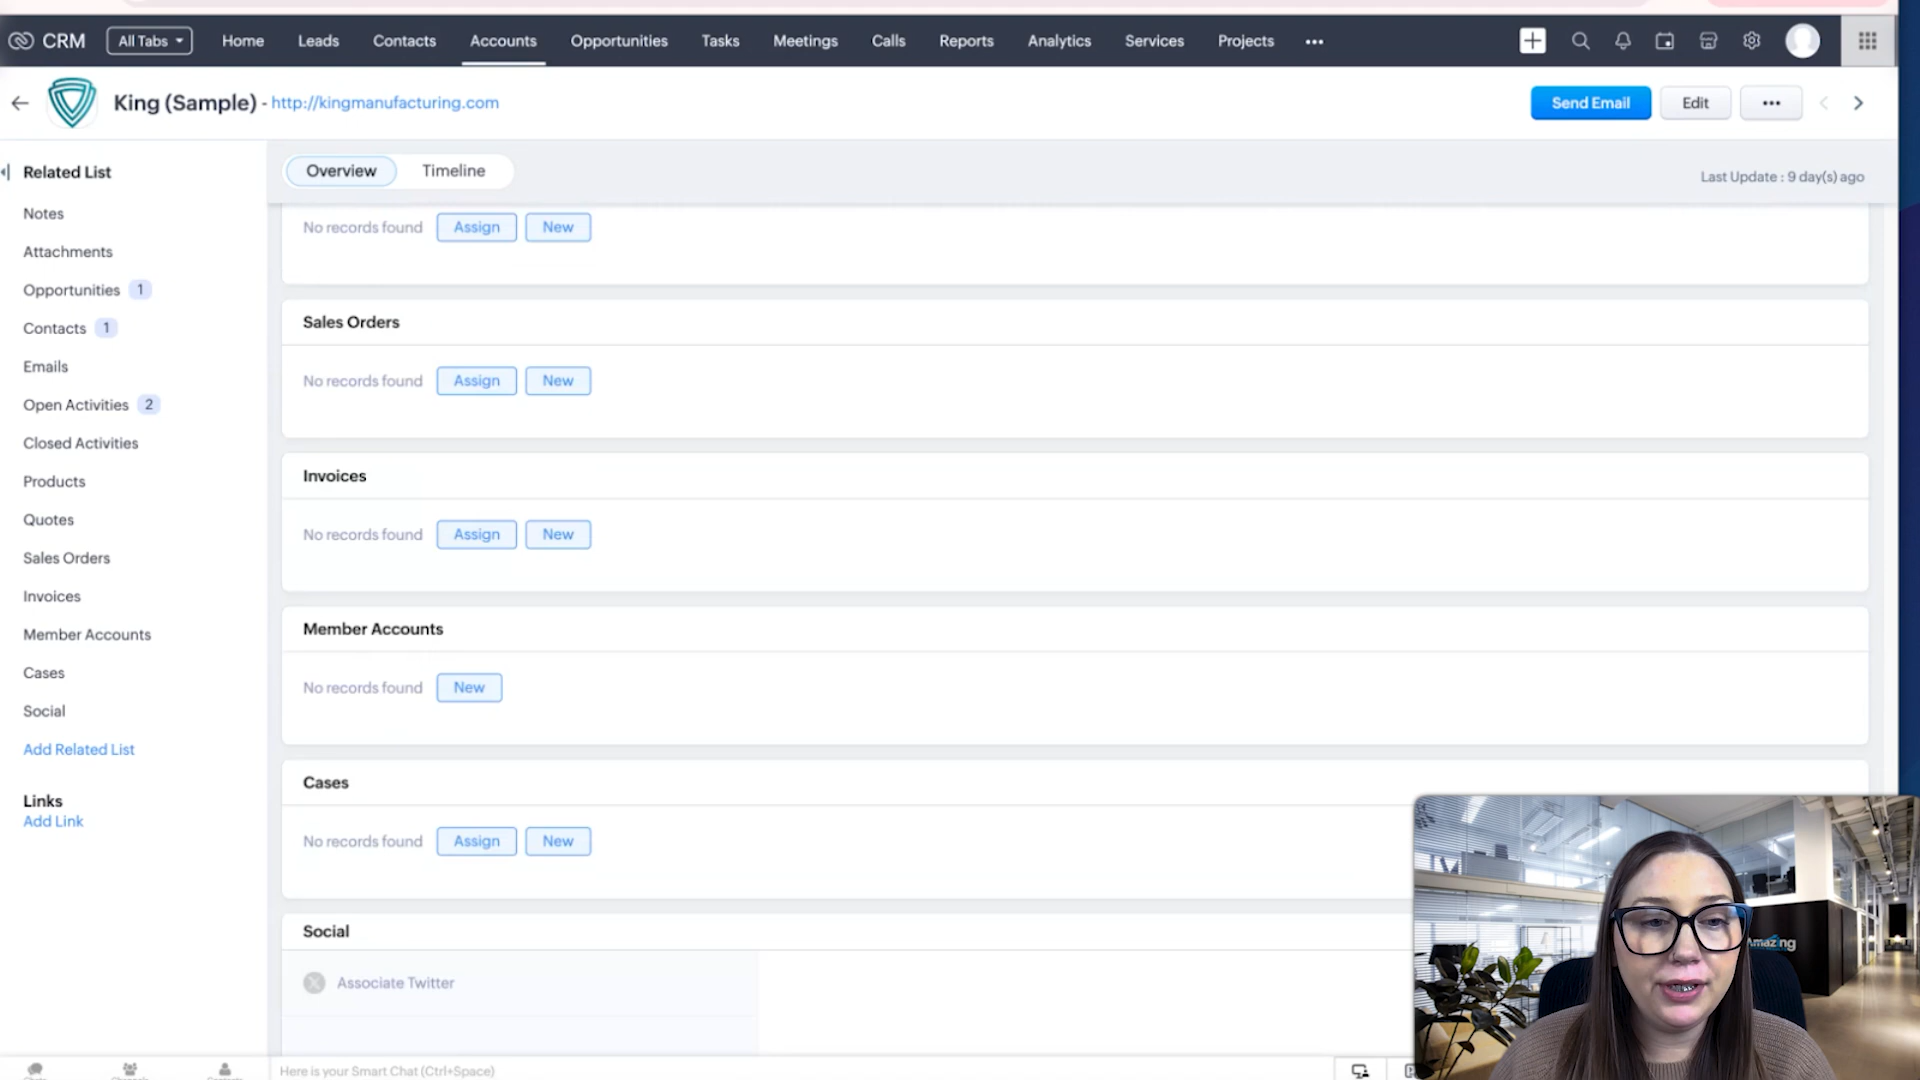 CRM All Tabs Home Leads Contacts Accounts Opportunities Tasks Meetings Calls Reports Analytics Services Projects
King (Sample) - http://kingmanufacturing.com Send Email Edit
Related List
Notes
Attachments
Opportunities 1
Contacts 1
Emails
Open Activities 2
Closed Activities
Products
Quotes
Sales Orders
Invoices
Member Accounts
Cases
Social
Add Related List
Links
Add Link
Overview Timeline
Last Update : 9 day(s) ago
No records found Assign New
Sales Orders
No records found Assign New
Invoices
No records found Assign New
Member Accounts
No records found New
Cases
No records found Assign New
Social
Associate Twitter
Amazing
Here is your Smart Chat (Ctrl+Space)